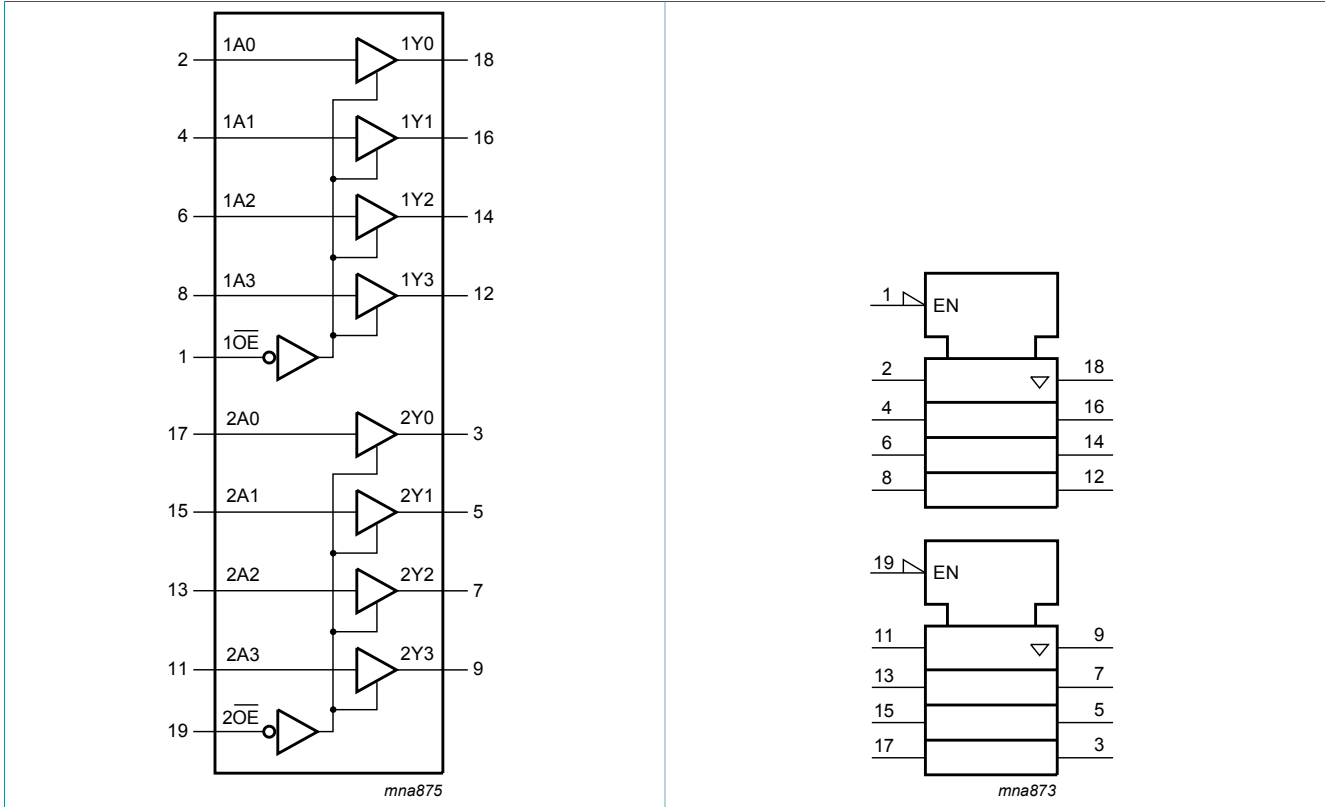 2 1A0 1Y0 18
4 1A1 1Y1 16
6 1A2 1Y2 14
8 1A3 1Y3 12
1 1O̅E̅
17 2A0 2Y0 3
15 2A1 2Y1 5
13 2A2 2Y2 7
11 2A3 2Y3 9
19 2O̅E̅
mna875
1 EN
2 18
4 16
6 14
8 12
19 EN
11 9
13 7
15 5
17 3
mna873